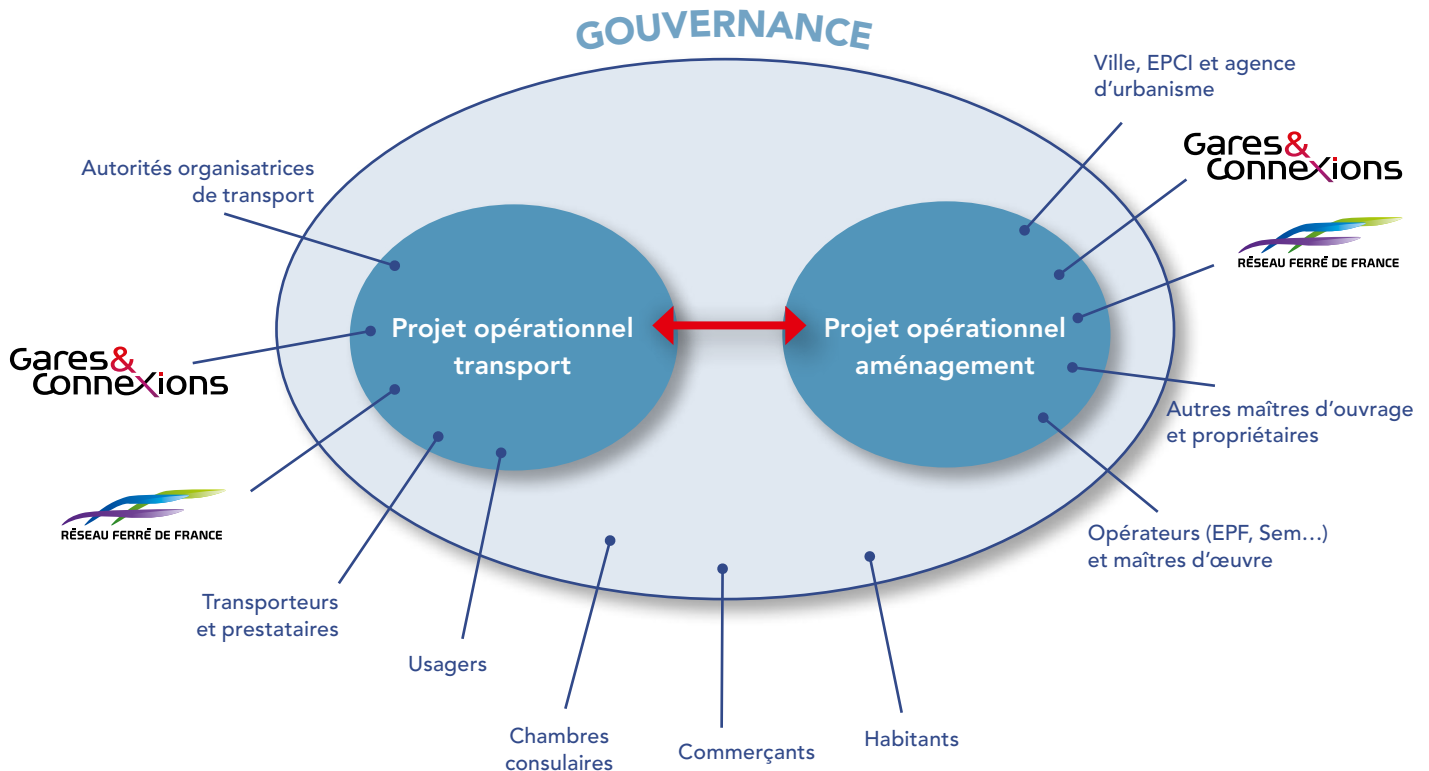 GOUVERNANCE
Ville, EPCI et agence
d'urbanisme
Gares&
Connexions
RÉSEAU FERRÉ DE FRANCE
Autorités organisatrices
de transport
Projet opérationnel
transport
Projet opérationnel
aménagement
Gares&
Connexions
RÉSEAU FERRÉ DE FRANCE
Autres maîtres d'ouvrage
et propriétaires
Opérateurs (EPF, Sem…)
et maîtres d'œuvre
Transporteurs
et prestataires
Usagers
Chambres
consulaires
Commerçants
Habitants